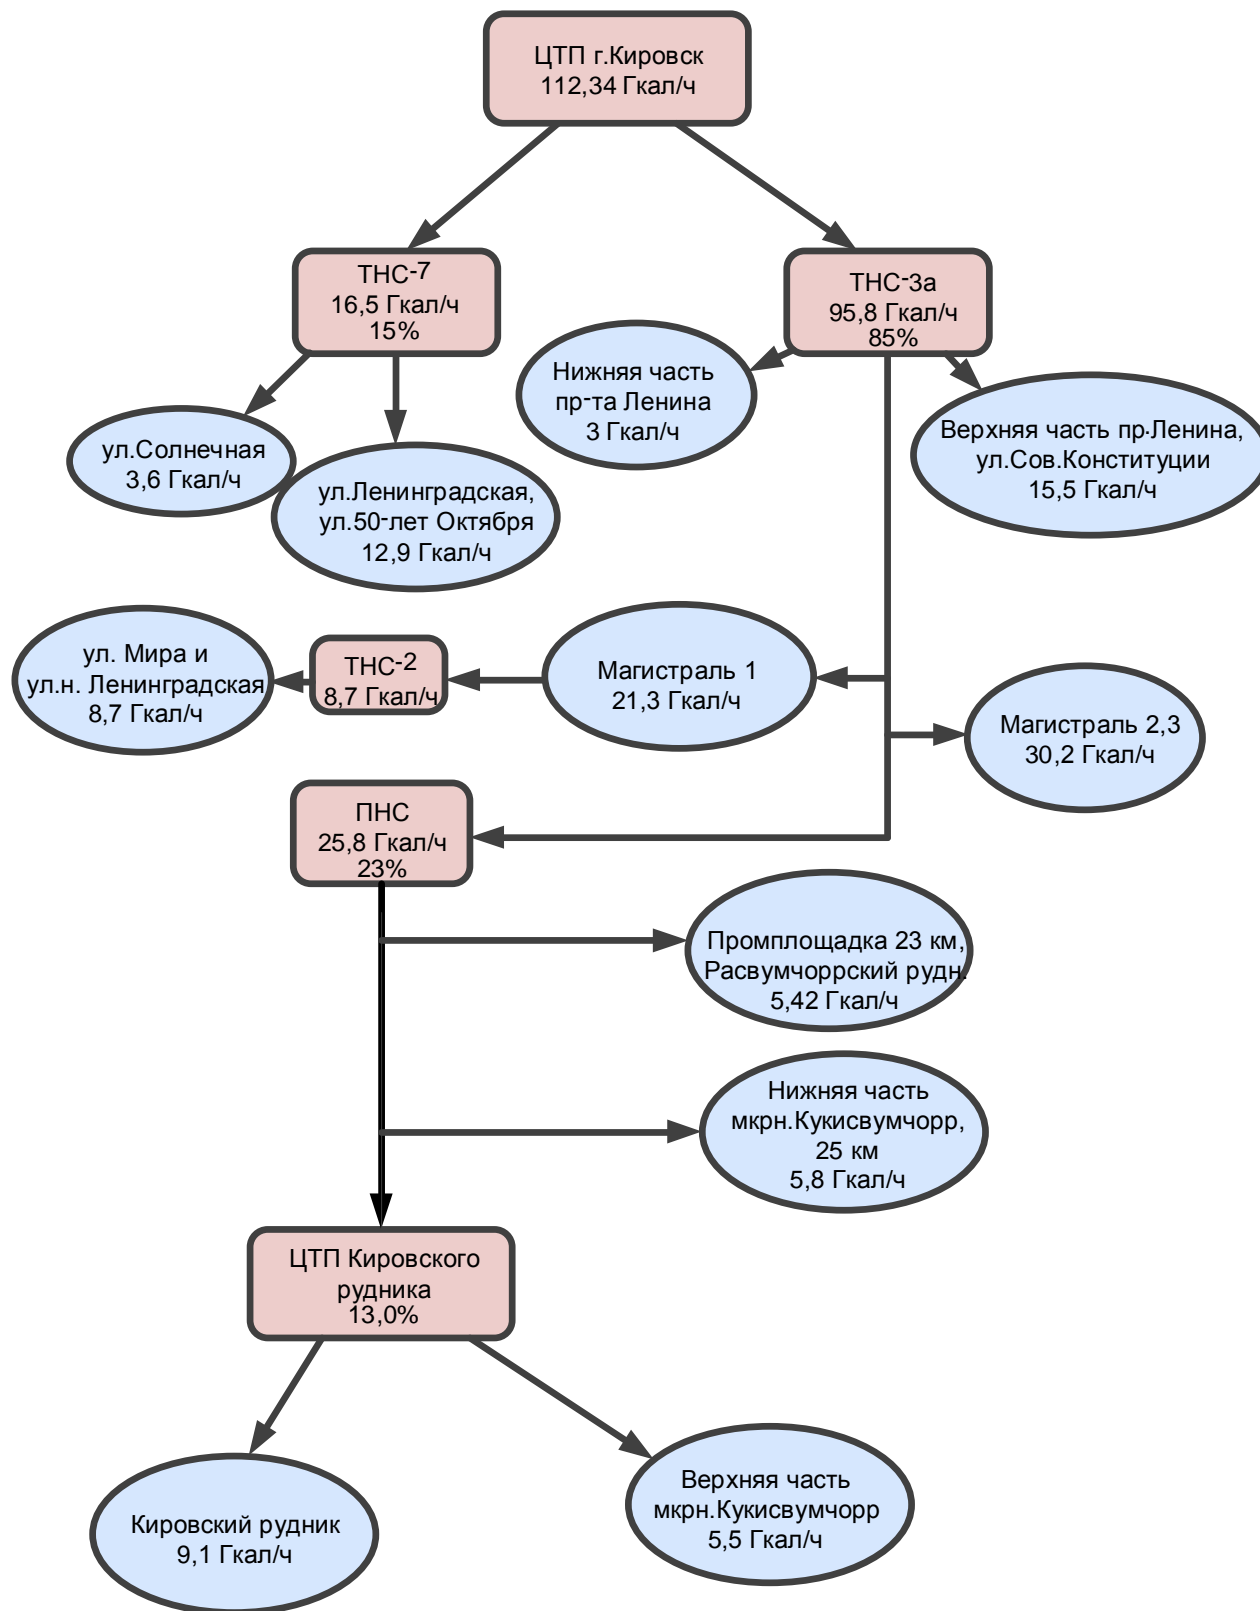 ЦТП г.Кировск
112,34 Гкал/ч
ТНС-7
16,5 Гкал/ч
15%
ТНС-3а
95,8 Гкал/ч
85%
Нижняя часть
пр-та Ленина
3 Гкал/ч
Верхняя часть пр.Ленина,
ул.Сов.Конституции
15,5 Гкал/ч
ул.Солнечная
3,6 Гкал/ч
ул.Ленинградская,
ул.50-лет Октября
12,9 Гкал/ч
ул. Мира и
ул.н. Ленинградская
8,7 Гкал/ч
ТНС-2
8,7 Гкал/ч
Магистраль 1
21,3 Гкал/ч
Магистраль 2,3
30,2 Гкал/ч
ПНС
25,8 Гкал/ч
23%
Промплощадка 23 км,
Расвумчоррский рудн.
5,42 Гкал/ч
Нижняя часть
мкрн.Кукисвумчорр,
25 км
5,8 Гкал/ч
ЦТП Кировского
рудника
13,0%
Кировский рудник
9,1 Гкал/ч
Верхняя часть
мкрн.Кукисвумчорр
5,5 Гкал/ч